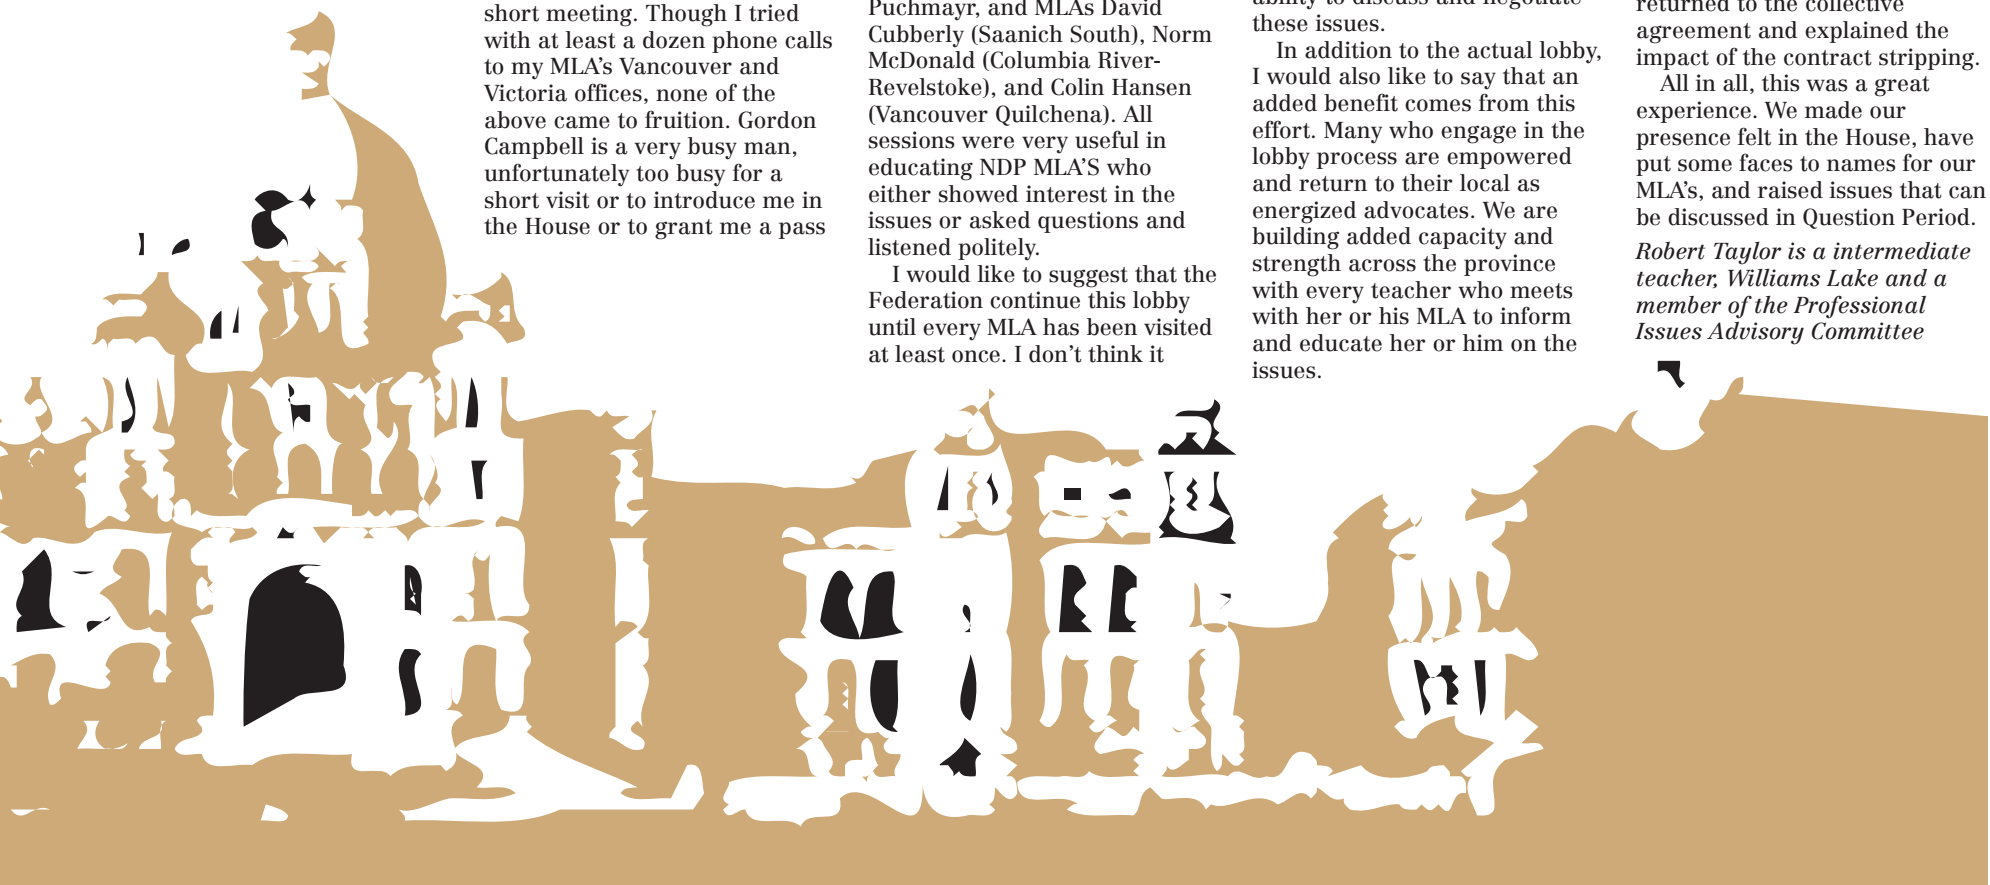 short meeting. Though I tried
with at least a dozen phone calls
to my MLA's Vancouver and
Victoria offices, none of the
above came to fruition. Gordon
Campbell is a very busy man,
unfortunately too busy for a
short visit or to introduce me in
the House or to grant me a pass
Puchmayr, and MLAs David
Cubberly (Saanich South), Norm
McDonald (Columbia River-
Revelstoke), and Colin Hansen
(Vancouver Quilchena). All
sessions were very useful in
educating NDP MLA'S who
either showed interest in the
issues or asked questions and
listened politely.
I would like to suggest that the
Federation continue this lobby
until every MLA has been visited
at least once. I don't think it
ability to discuss and negotiate
these issues.
In addition to the actual lobby,
I would also like to say that an
added benefit comes from this
effort. Many who engage in the
lobby process are empowered
and return to their local as
energized advocates. We are
building added capacity and
strength across the province
with every teacher who meets
with her or his MLA to inform
and educate her or him on the
issues.
returned to the collective
agreement and explained the
impact of the contract stripping.
All in all, this was a great
experience. We made our
presence felt in the House, have
put some faces to names for our
MLA's, and raised issues that can
be discussed in Question Period.
Robert Taylor is a intermediate
teacher, Williams Lake and a
member of the Professional
Issues Advisory Committee